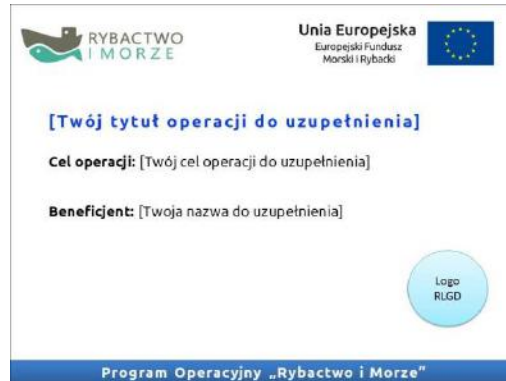 RYBACTWO
I MORZE
Unia Europejska
Europejski Fundusz
Morski i Rybacki
[Twój tytuł operacji do uzupełnienia]
Cel operacji: [Twój cel operacji do uzupełnienia]
Beneficjent: [Twoja nazwa do uzupełnienia]
Logo
RLGD
Program Operacyjny „Rybactwo i Morze”